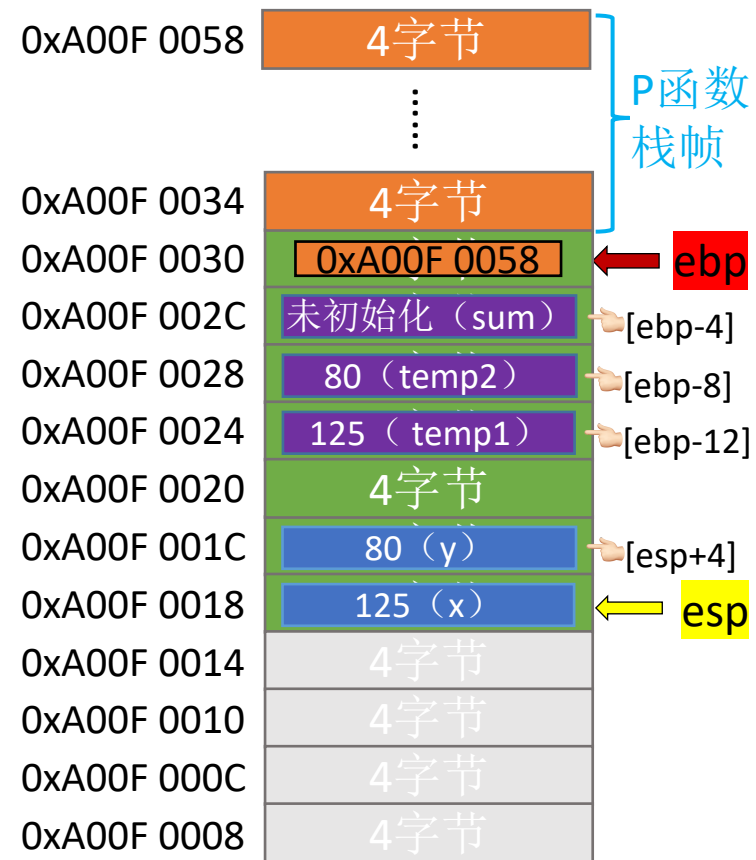 0xA00F 0058 4字节
P函数
栈帧
0xA00F 0034 4字节
0xA00F 0030 0xA00F 0058 ebp
0xA00F 002C 未初始化（sum） [ebp-4]
0xA00F 0028 80（temp2） [ebp-8]
0xA00F 0024 125（ temp1） [ebp-12]
0xA00F 0020 4字节
0xA00F 001C 80（y） [esp+4]
0xA00F 0018 125（x） esp
0xA00F 0014 4字节
0xA00F 0010 4字节
0xA00F 000C 4字节
0xA00F 0008 4字节